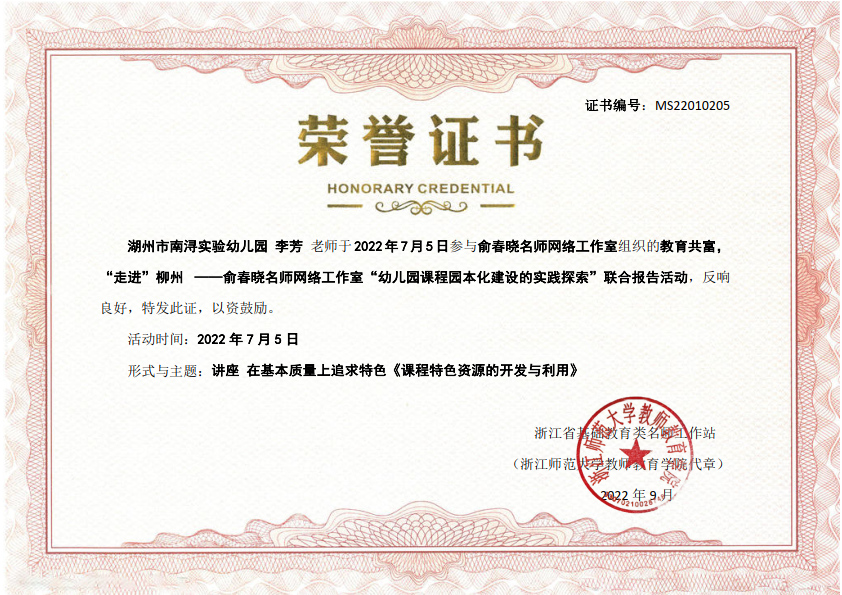 证书编号：MS22010205
荣誉证书
HONORARY CREDENTIAL
湖州市南浔实验幼儿园 李芳 老师于 2022 年 7 月 5 日参与俞春晓名师网络工作室组织的教育共富，
“走进”柳州 ——俞春晓名师网络工作室“幼儿园课程园本化建设的实践探索”联合报告活动，反响
良好，特发此证，以资鼓励。
活动时间：2022 年 7 月 5 日
形式与主题：讲座 在基本质量上追求特色《课程特色资源的开发与利用》
浙江省基础教育类名师工作站
（浙江师范大学教师教育学院代章）
2022 年 9 月
浙江师范大学教师教育学院